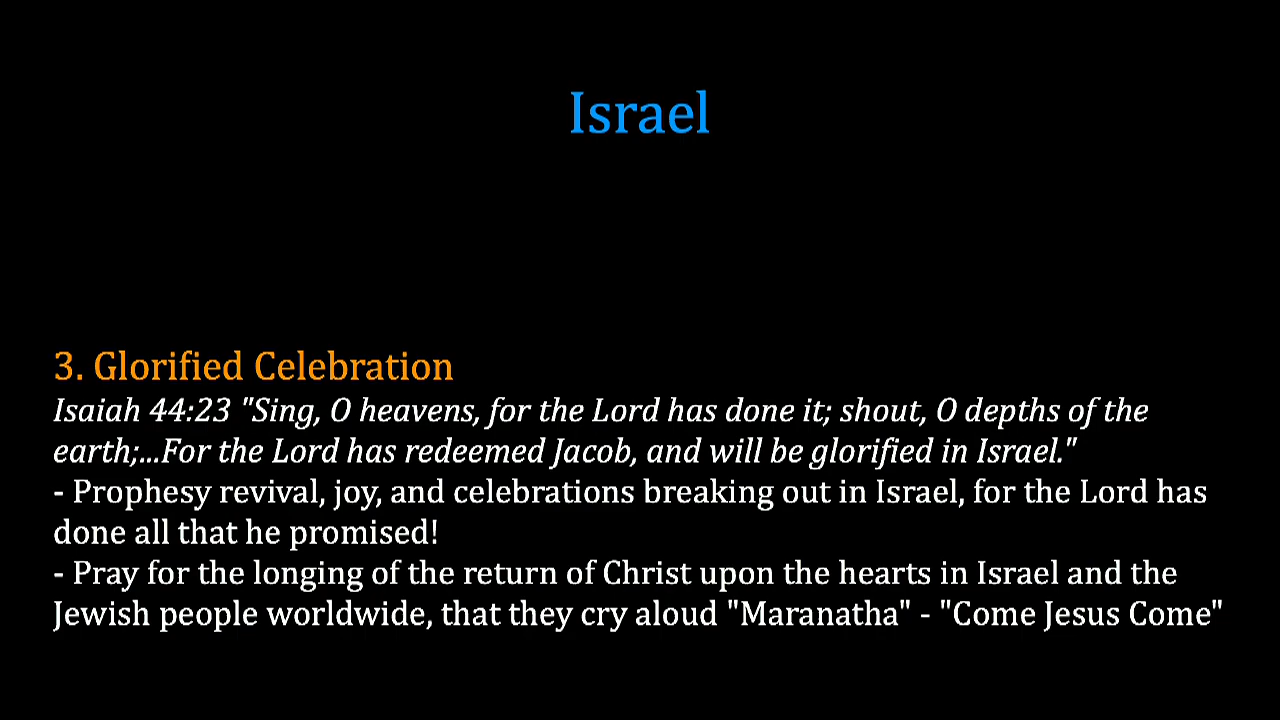 Israel
3. Glorified Celebration
Isaiah 44:23 "Sing, O heavens, for the Lord has done it; shout, O depths of the
earth;...For the Lord has redeemed Jacob, and will be glorified in Israel."
- Prophesy revival, joy, and celebrations breaking out in Israel, for the Lord has
done all that he promised!
- Pray for the longing of the return of Christ upon the hearts in Israel and the
Jewish people worldwide, that they cry aloud "Maranatha" - "Come Jesus Come"